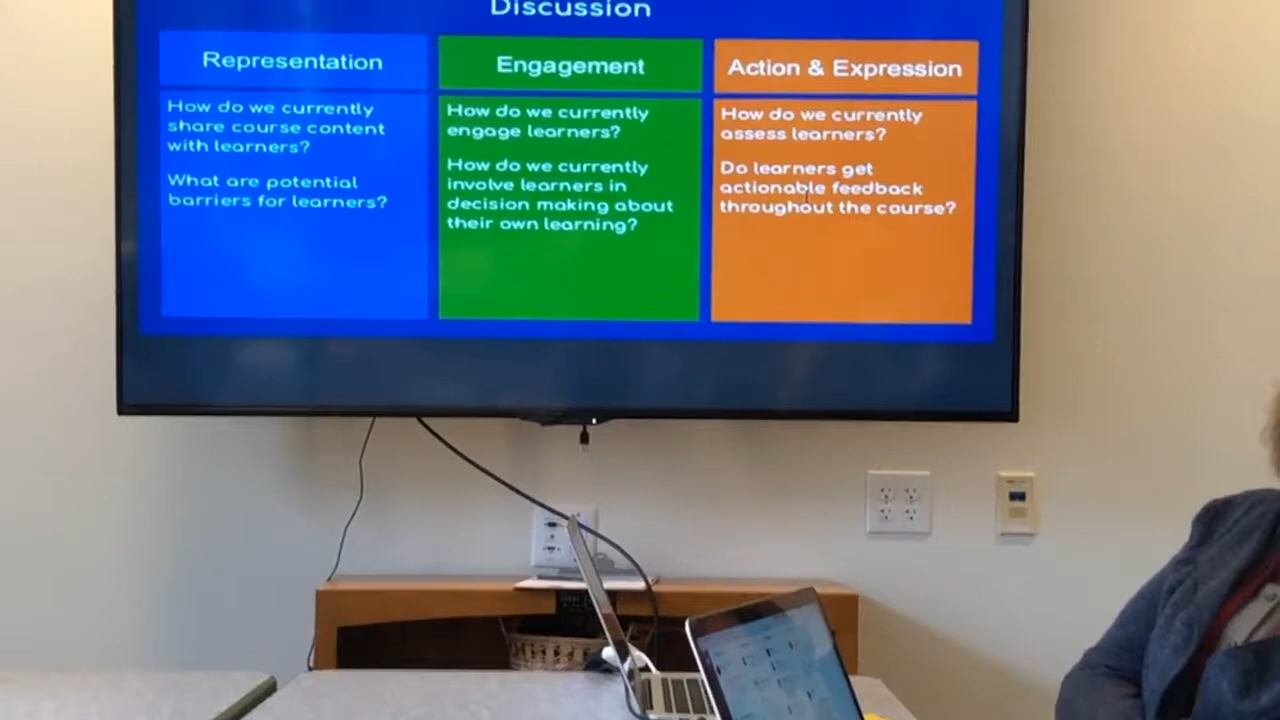 Discussion
Representation
How do we currently
share course content
with learners?
What are potential
barriers for learners?
Engagement
How do we currently
engage learners?
How do we currently
involve learners in
decision making about
their own learning?
Action & Expression
How do we currently
assess learners?
Do learners get
actionable feedback
throughout the course?